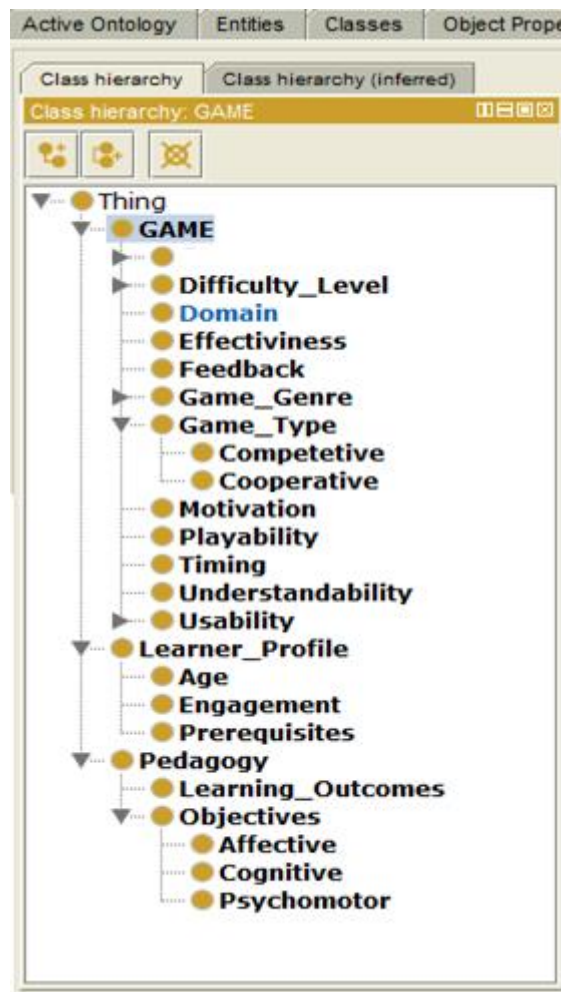 Active Ontology Entities Classes Object Prope
Class hierarchy Class hierarchy (inferred)
Class hierarchy: GAME
Thing
GAME
Difficulty_Level
Domain
Effectiviness
Feedback
Game_Genre
Game_Type
Competetive
Cooperative
Motivation
Playability
Timing
Understandability
Usability
Learner_Profile
Age
Engagement
Prerequisites
Pedagogy
Learning_Outcomes
Objectives
Affective
Cognitive
Psychomotor